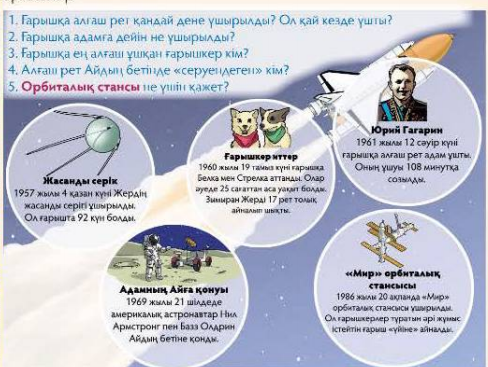 1. Ғарышқа алғаш рет қандай дене ұшырылды? Ол қай кезде ұшты?
2. Ғарышқа адамға дейін не ұшырылды?
3. Ғарышқа ең алғаш ұшқан ғарышкер кім?
4. Алғаш рет Айдың бетінде «серуендеген» кім?
5. Орбиталық стансы не үшін қажет?
Жасанды серік
1957 жылы 4 қазан күні Жердің
жасанды серігі ұшырылды.
Ол ғарышта 92 күн болды.
Ғарышкер иттер
1960 жылы 19 тамыз күні ғарышқа
Белка мен Стрелка аттанды. Олар
әуеде 25 сағаттан аса уақыт болды.
Зымыран Жерді 17 рет толық
айналып шықты.
Юрий Гагарин
1961 жылы 12 сәуір күні
ғарышқа алғаш рет адам ұшты.
Оның ұшуы 108 минутқа
созылды.
Адамның Айға қонуы
1969 жылы 21 шілдеде
америкалық астронавтар Нил
Армстронг пен Базз Олдрин
Айдың бетіне қонды.
«Мир» орбиталық
стансысы
1986 жылы 20 ақпанда «Мир»
орбиталық стансысы ұшырылды.
Ол ғарышкерлер тұратын әрі жұмыс
істейтін ғарыш «үйіне» айналды.